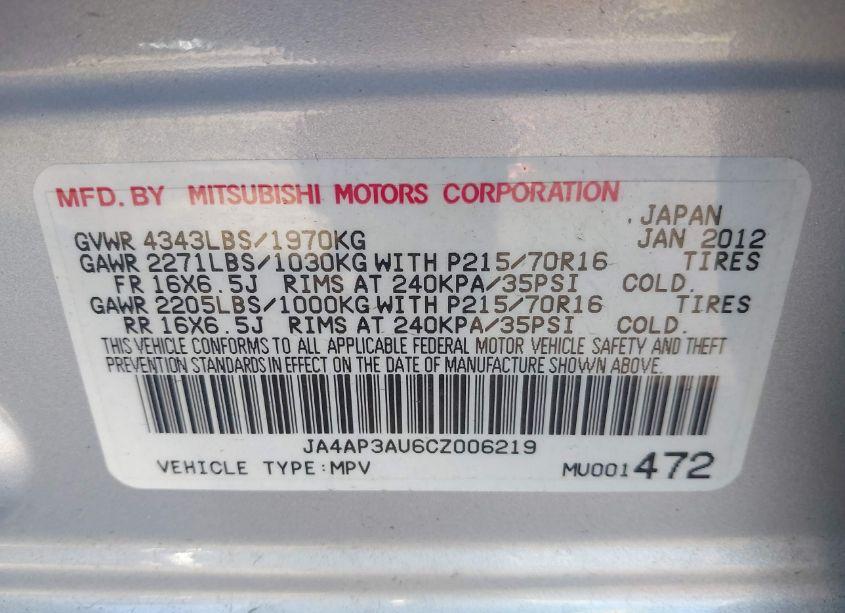 MFD. BY MITSUBISHI MOTORS CORPORATION
. JAPAN
GVWR 4343LBS/1970KG JAN 2012
GAWR 2271LBS/1030KG WITH P215/70R16 TIRES
FR 16X6.5J RIMS AT 240KPA/35PSI COLD.
GAWR 2205LBS/1000KG WITH P215/70R16 TIRES
RR 16X6.5J RIMS AT 240KPA/35PSI COLD.
THIS VEHICLE CONFORMS TO ALL APPLICABLE FEDERAL MOTOR VEHICLE SAFETY AND THEFT
PREVENTION STANDARDS IN EFFECT ON THE DATE OF MANUFACTURE SHOWN ABOVE.
JA4AP3AU6CZ006219
VEHICLE TYPE:MPV MU001472